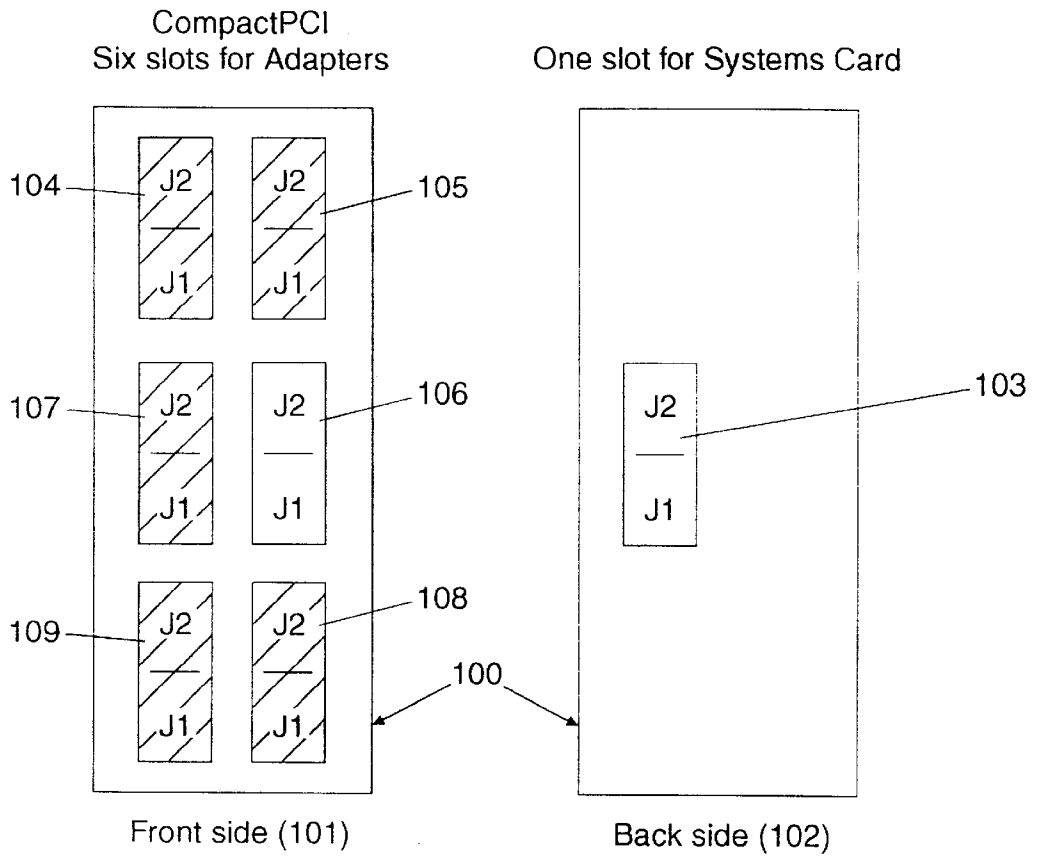 CompactPCI
Six slots for Adapters
One slot for Systems Card
104
J2
J2
105
J1
J1
107
J2
J2
106
J2
103
J1
J1
J1
109
J2
J2
108
J1
J1
100
Front side (101)
Back side (102)